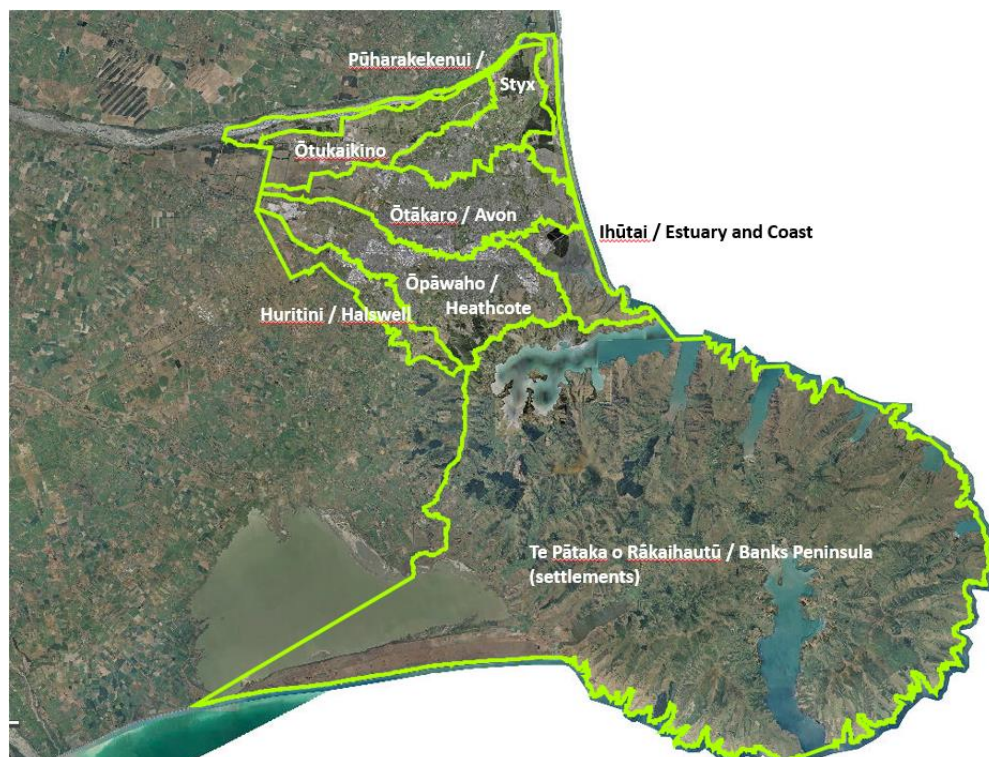 Pūharakekenui /
Styx
Ōtukaikino
Ōtākaro / Avon
Ihūtai / Estuary and Coast
Ōpāwaho /
Heathcote
Huritini / Halswell
Te Pātaka o Rākaihautū / Banks Peninsula
(settlements)